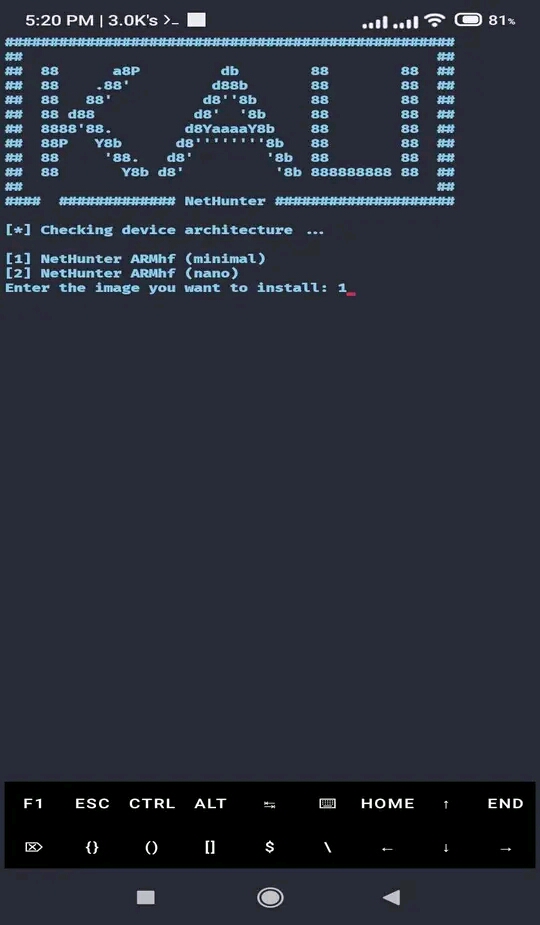 5:20 PM | 3.0K's >_ 81%
##################################################
##                                              ##
##  88      a8P         db        88        88  ##
##  88    .88'         d88b       88        88  ##
##  88   88'          d8''8b      88        88  ##
##  88 d88           d8'  '8b     88        88  ##
##  8888'88.        d8YaaaaY8b    88        88  ##
##  88P   Y8b      d8''''''''8b   88        88  ##
##  88     '88.   d8'        '8b  88        88  ##
##  88       Y8b d8'          '8b 888888888 88  ##
##                                              ##
####  ############# NetHunter ####################
[*] Checking device architecture ...
[1] NetHunter ARMhf (minimal)
[2] NetHunter ARMhf (nano)
Enter the image you want to install: 1
F1 ESC CTRL ALT ↹ ⌨ HOME ↑ END
⌦ {} () [] $ \ ← ↓ →